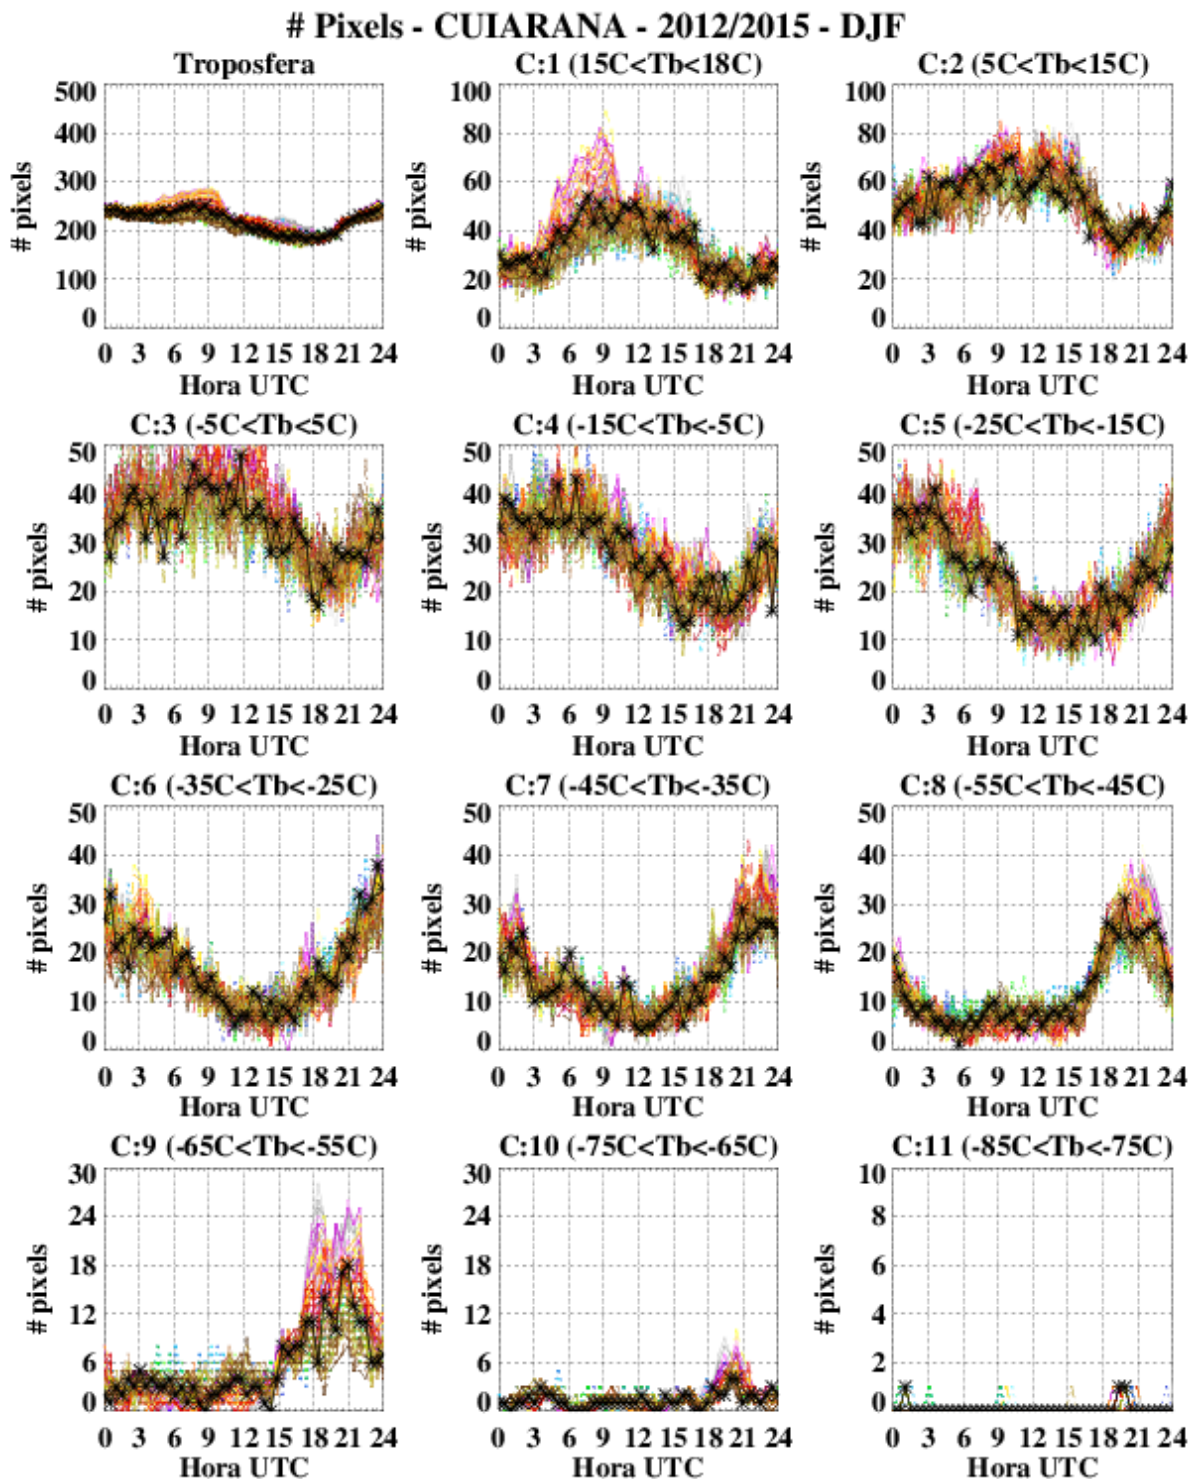 # Pixels - CUIARANA - 2012/2015 - DJF
Troposfera
C:1 (15C<Tb<18C)
C:2 (5C<Tb<15C)
500
400
300
200
100
0
# pixels
0 3 6 9 12 15 18 21 24
Hora UTC
100
80
60
40
20
0
# pixels
0 3 6 9 12 15 18 21 24
Hora UTC
100
80
60
40
20
0
# pixels
0 3 6 9 12 15 18 21 24
Hora UTC
C:3 (-5C<Tb<5C)
C:4 (-15C<Tb<-5C)
C:5 (-25C<Tb<-15C)
50
40
30
20
10
0
# pixels
0 3 6 9 12 15 18 21 24
Hora UTC
50
40
30
20
10
0
# pixels
0 3 6 9 12 15 18 21 24
Hora UTC
50
40
30
20
10
0
# pixels
0 3 6 9 12 15 18 21 24
Hora UTC
C:6 (-35C<Tb<-25C)
C:7 (-45C<Tb<-35C)
C:8 (-55C<Tb<-45C)
50
40
30
20
10
0
# pixels
0 3 6 9 12 15 18 21 24
Hora UTC
50
40
30
20
10
0
# pixels
0 3 6 9 12 15 18 21 24
Hora UTC
50
40
30
20
10
0
# pixels
0 3 6 9 12 15 18 21 24
Hora UTC
C:9 (-65C<Tb<-55C)
C:10 (-75C<Tb<-65C)
C:11 (-85C<Tb<-75C)
30
24
18
12
6
0
# pixels
0 3 6 9 12 15 18 21 24
Hora UTC
30
24
18
12
6
0
# pixels
0 3 6 9 12 15 18 21 24
Hora UTC
10
8
6
4
2
0
# pixels
0 3 6 9 12 15 18 21 24
Hora UTC